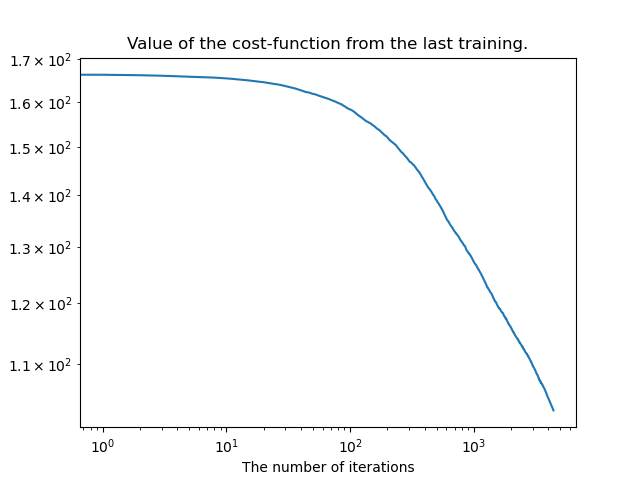 Value of the cost-function from the last training.
1.7 × 10²
1.6 × 10²
1.5 × 10²
1.4 × 10²
1.3 × 10²
1.2 × 10²
1.1 × 10²
10⁰ 10¹ 10² 10³
The number of iterations